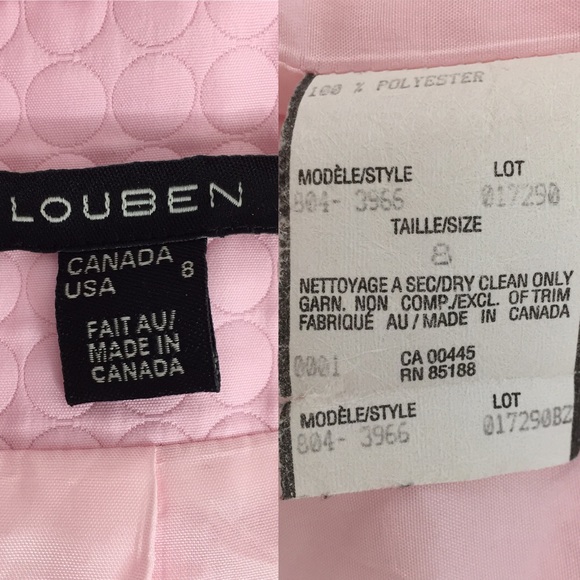 LOUBEN
CANADA 8
USA
FAIT AU/
MADE IN
CANADA
100 % POLYESTER
MODÈLE/STYLE LOT
804- 3966 017290
TAILLE/SIZE
8
NETTOYAGE A SEC/DRY CLEAN ONLY
GARN. NON COMP./EXCL. OF TRIM
FABRIQUÉ AU / MADE IN CANADA
0001 CA 00445
RN 85188
MODÈLE/STYLE LOT
804- 3966 017290BZ